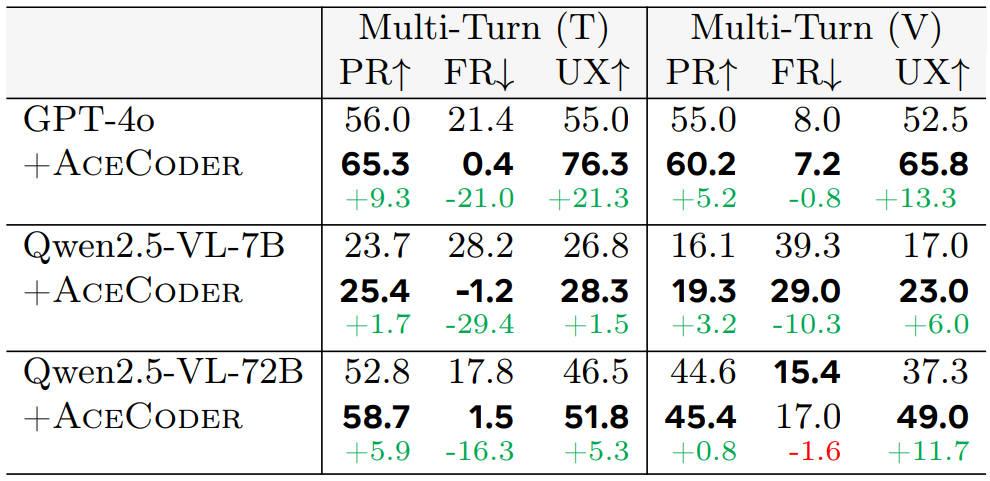 Multi-Turn (T) Multi-Turn (V)
PR↑ FR↓ UX↑ PR↑ FR↓ UX↑
GPT-4o 56.0 21.4 55.0 55.0 8.0 52.5
+ACECODER 65.3 0.4 76.3 60.2 7.2 65.8
+9.3 -21.0 +21.3 +5.2 -0.8 +13.3
Qwen2.5-VL-7B 23.7 28.2 26.8 16.1 39.3 17.0
+ACECODER 25.4 -1.2 28.3 19.3 29.0 23.0
+1.7 -29.4 +1.5 +3.2 -10.3 +6.0
Qwen2.5-VL-72B 52.8 17.8 46.5 44.6 15.4 37.3
+ACECODER 58.7 1.5 51.8 45.4 17.0 49.0
+5.9 -16.3 +5.3 +0.8 -1.6 +11.7